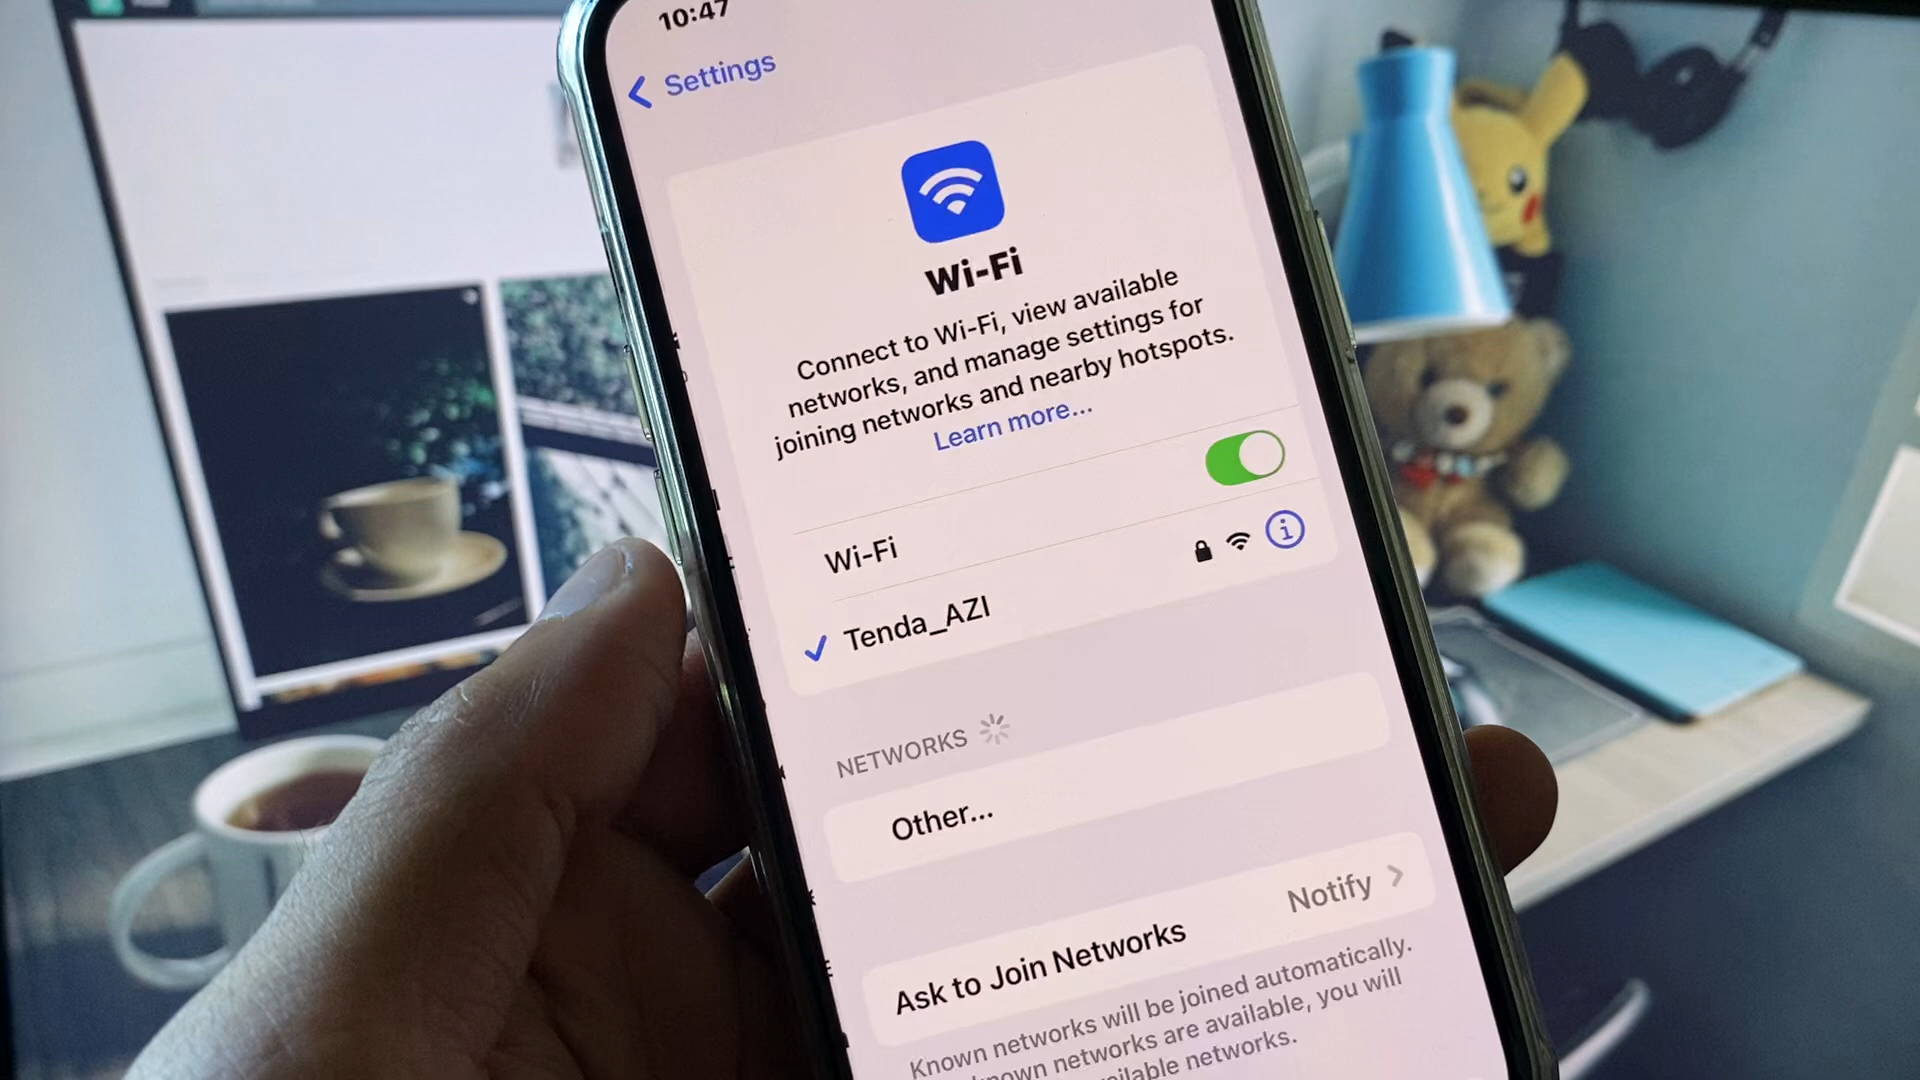 10:47
Settings
Wi-Fi
Connect to Wi-Fi, view available
networks, and manage settings for
joining networks and nearby hotspots.
Learn more...
Wi-Fi
Tenda_AZI
NETWORKS
Other...
Ask to Join Networks Notify
Known networks will be joined automatically.
networks are available, you will
networks.